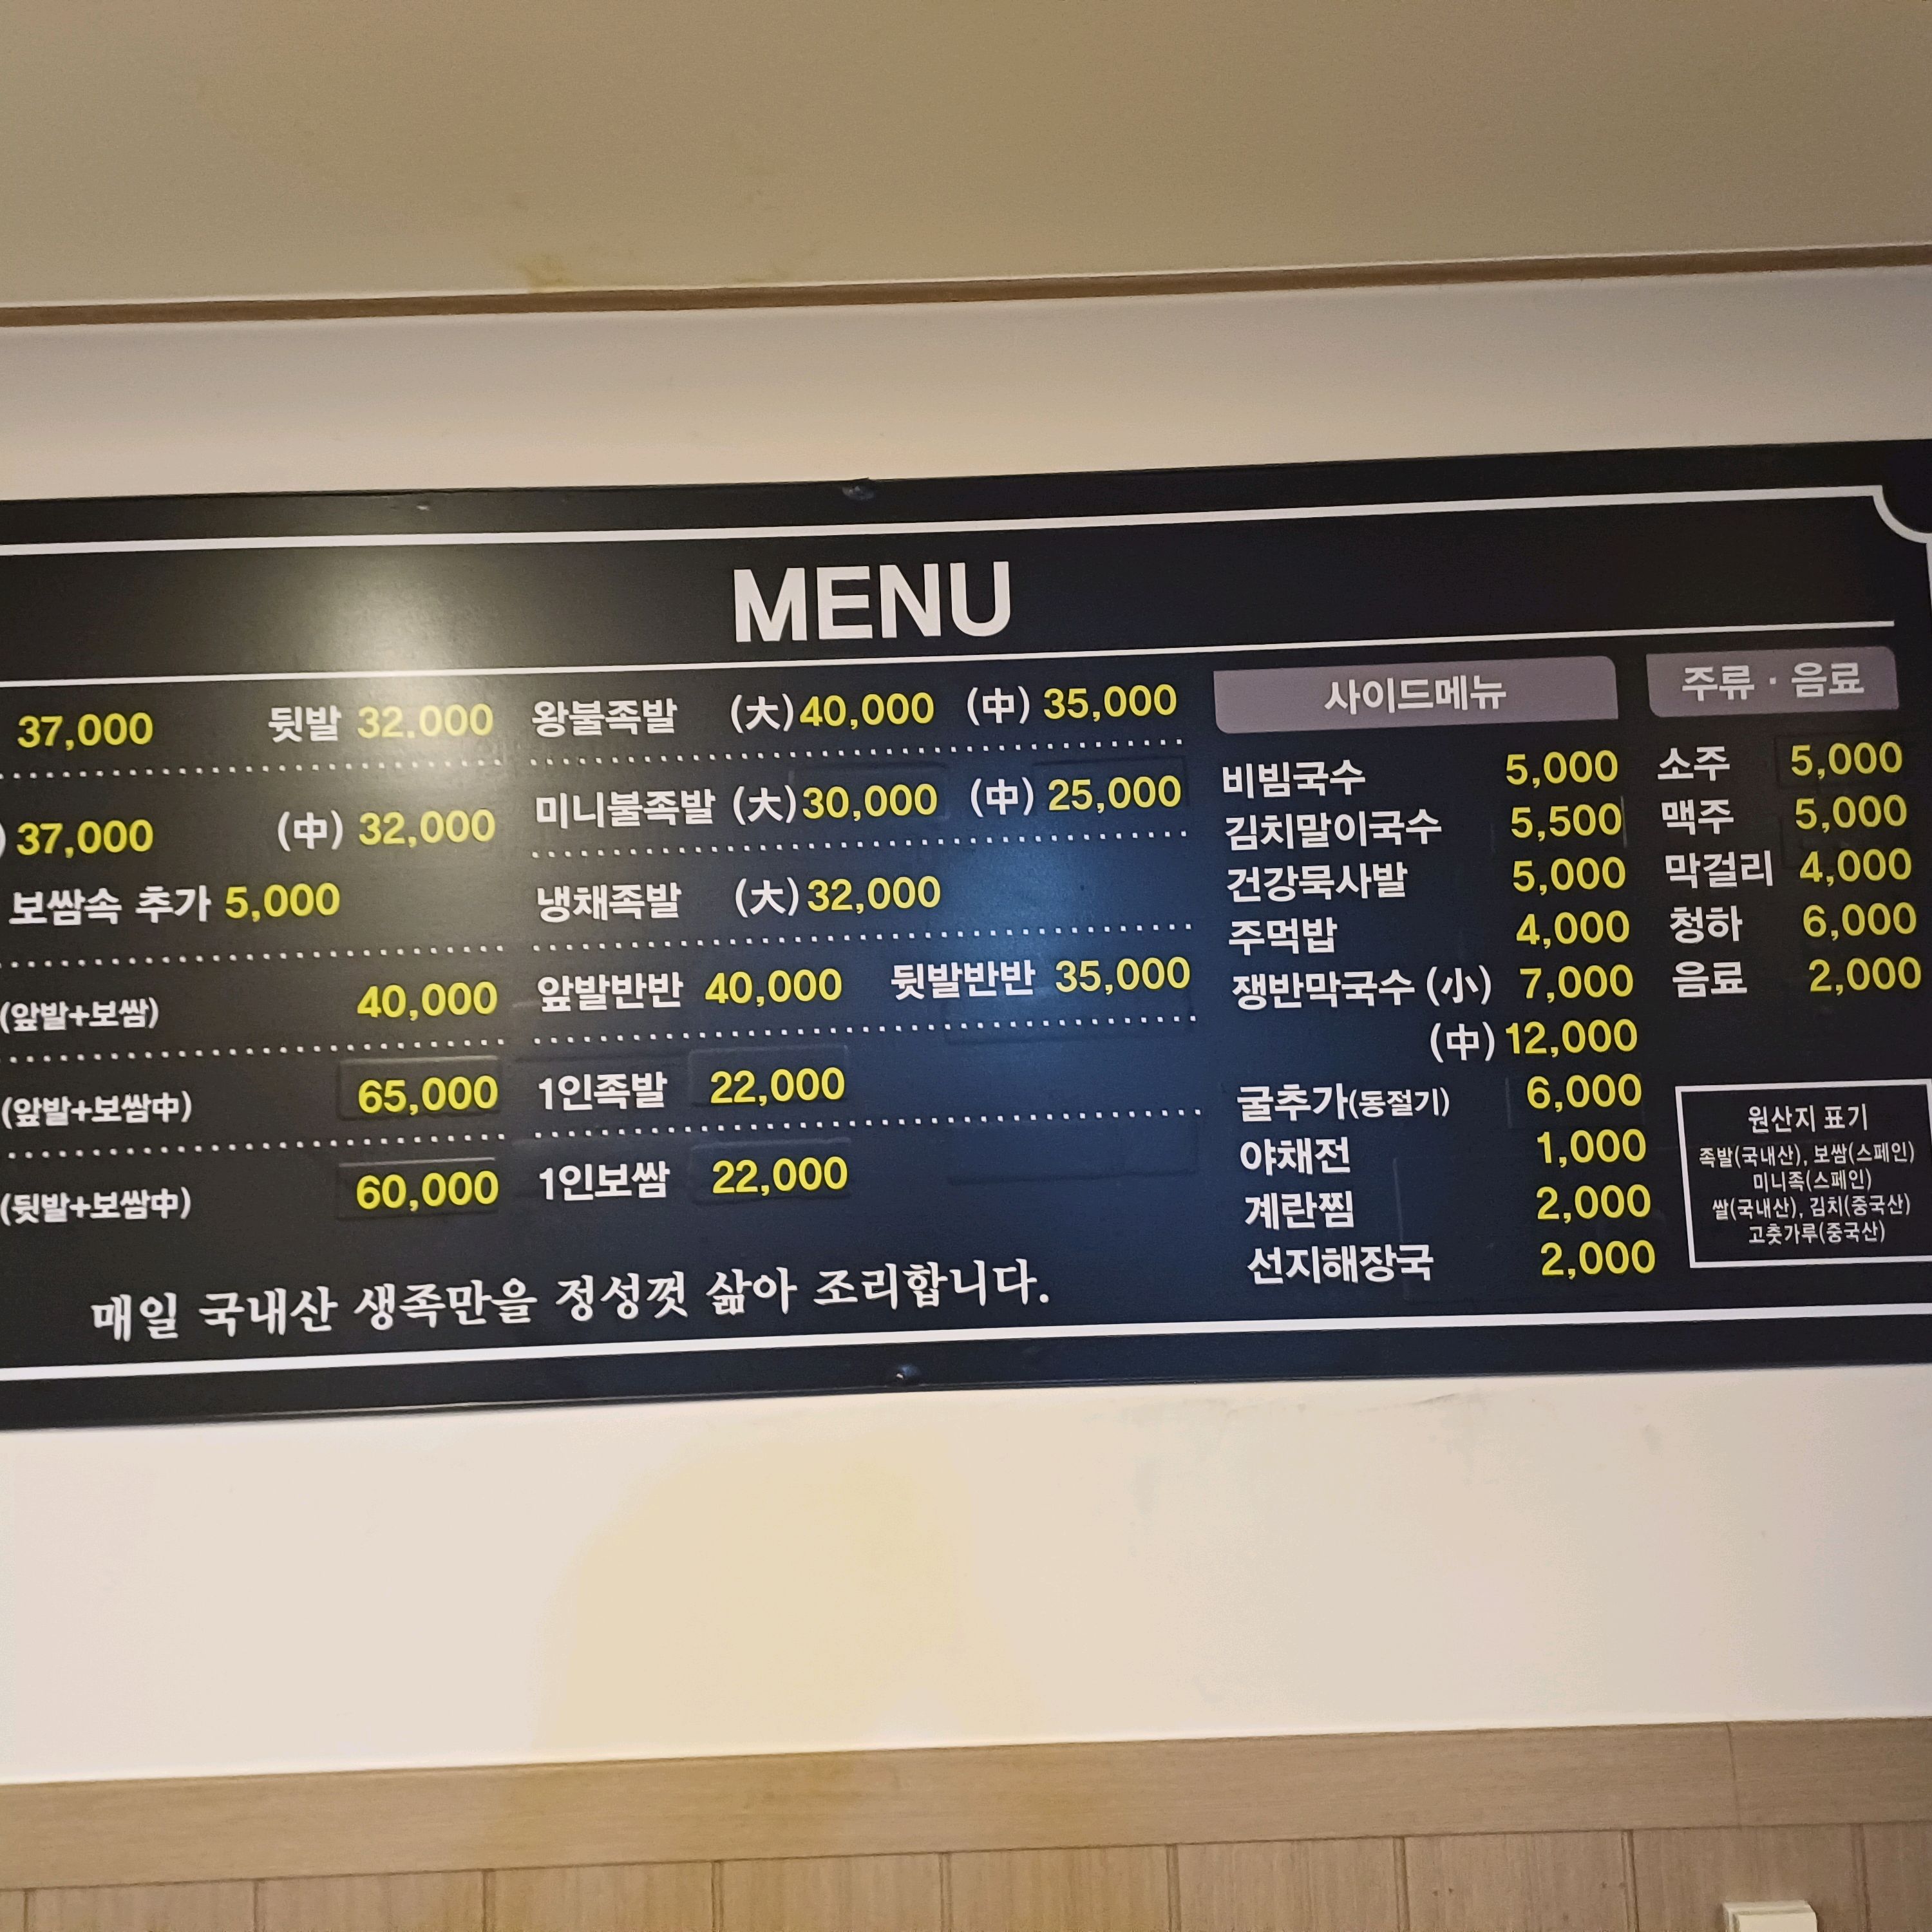 MENU
37,000 뒷발 32,000
) 37,000 (中) 32,000
보쌈속 추가 5,000
(앞발+보쌈) 40,000
(앞발+보쌈中) 65,000
(뒷발+보쌈中) 60,000
왕불족발 (大) 40,000 (中) 35,000
미니불족발 (大) 30,000 (中) 25,000
냉채족발 (大) 32,000
앞발반반 40,000 뒷발반반 35,000
1인족발 22,000
1인보쌈 22,000
매일 국내산 생족만을 정성껏 삶아 조리합니다.
사이드메뉴
비빔국수 5,000
김치말이국수 5,500
건강묵사발 5,000
주먹밥 4,000
쟁반막국수 (小) 7,000
(中) 12,000
굴추가(동절기) 6,000
야채전 1,000
계란찜 2,000
선지해장국 2,000
주류 · 음료
소주 5,000
맥주 5,000
막걸리 4,000
청하 6,000
음료 2,000
원산지 표기
족발(국내산), 보쌈(스페인)
미니족(스페인)
쌀(국내산), 김치(중국산)
고춧가루(중국산)